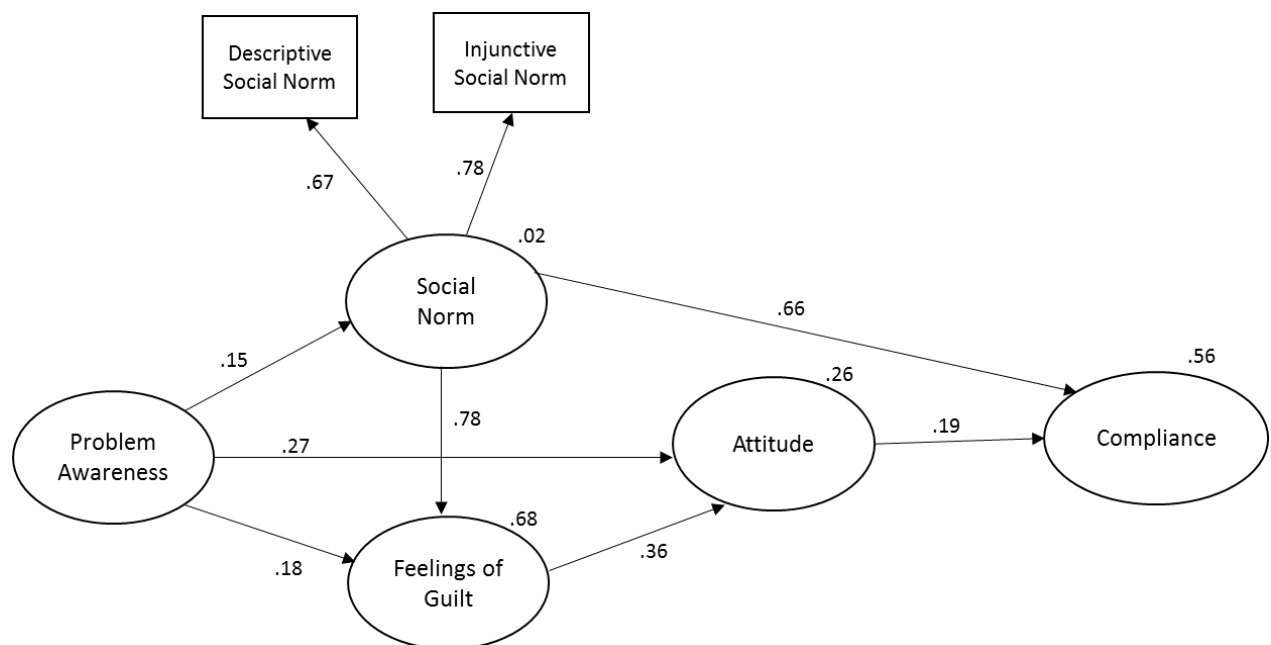 Descriptive
Social Norm
Injunctive
Social Norm
.67
.78
.02
Social
Norm
.66
.15
.56
.26
.78
Problem
Awareness
.27
Attitude
.19
Compliance
.68
.18
Feelings of
Guilt
.36